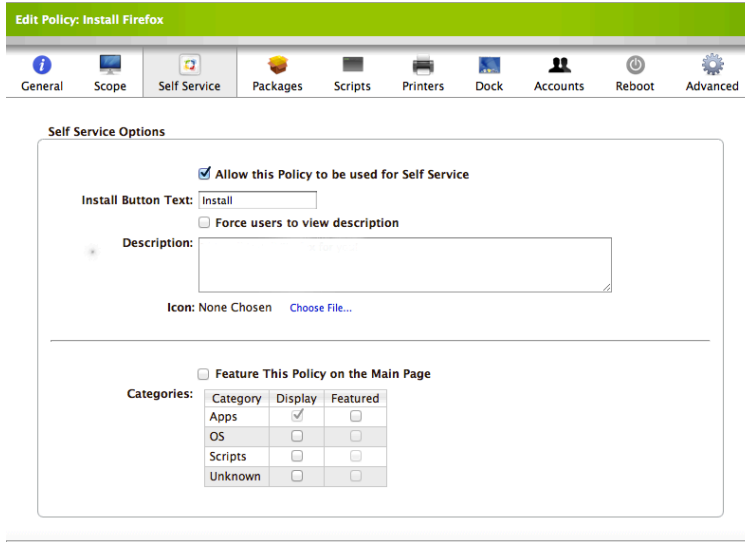 Edit Policy: Install Firefox
General Scope Self Service Packages Scripts Printers Dock Accounts Reboot Advanced
Self Service Options
Allow this Policy to be used for Self Service
Install Button Text: Install
Force users to view description
Description:
Icon: None Chosen Choose File...
Feature This Policy on the Main Page
Categories:
Category Display Featured
Apps
OS
Scripts
Unknown